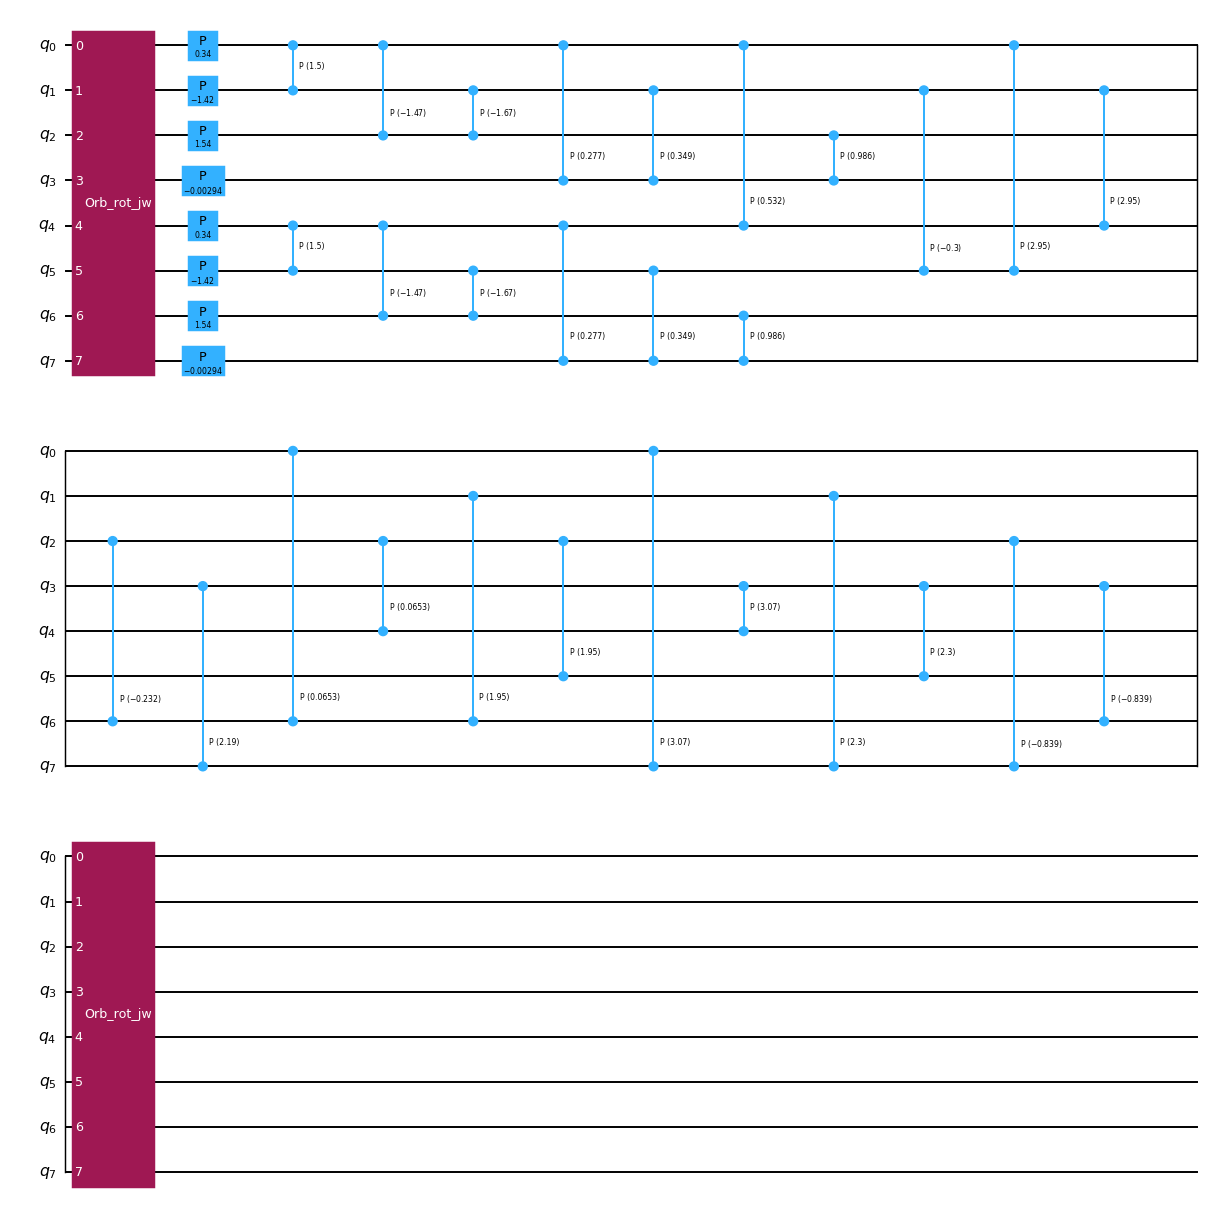 q0 0 P 0.34
P (1.5)
q1 1 P −1.42
P (−1.47) P (−1.67)
q2 2 P 1.54
P (0.277) P (0.349) P (0.986)
q3 3 P −0.00294
Orb_rot_jw P (0.532) P (2.95)
q4 4 P 0.34
P (1.5) P (−0.3) P (2.95)
q5 5 P −1.42
P (−1.47) P (−1.67)
q6 6 P 1.54
P (0.277) P (0.349) P (0.986)
q7 7 P −0.00294
q0
q1
q2
q3
P (0.0653) P (3.07)
q4
P (1.95) P (2.3)
q5
P (−0.232) P (0.0653) P (1.95) P (−0.839)
q6
P (2.19) P (3.07) P (2.3) P (−0.839)
q7
q0 0
q1 1
q2 2
q3 3
Orb_rot_jw
q4 4
q5 5
q6 6
q7 7